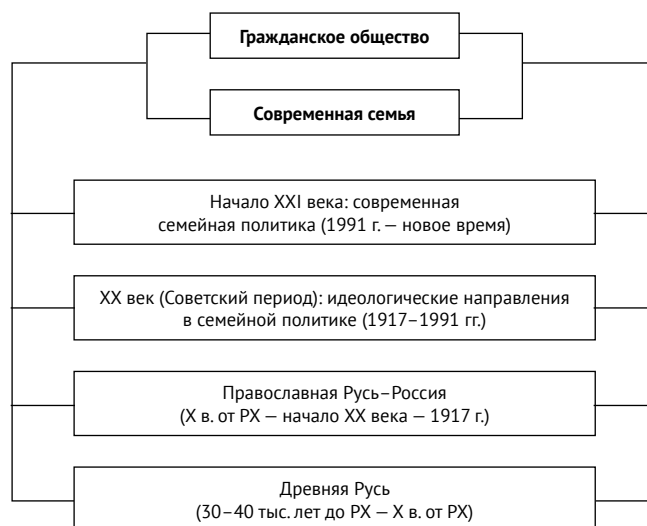 Гражданское общество
Современная семья
Начало XXI века: современная
семейная политика (1991 г. — новое время)
XX век (Советский период): идеологические направления
в семейной политике (1917–1991 гг.)
Православная Русь–Россия
(X в. от РХ — начало XX века — 1917 г.)
Древняя Русь
(30–40 тыс. лет до РХ — X в. от РХ)